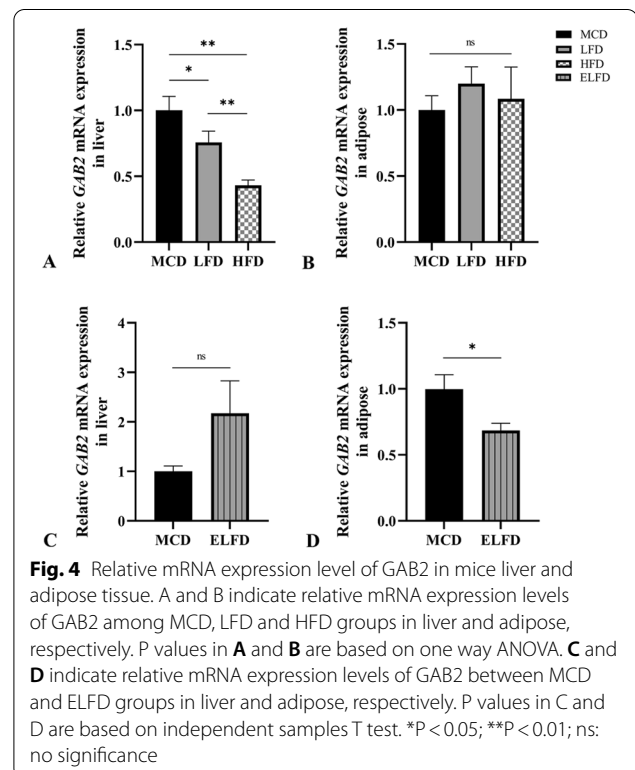 MCD
LFD
HFD
ELFD
Relative GAB2 mRNA expression
in liver
1.5
1.0
0.5
0.0
**
*
**
MCD LFD HFD
A
Relative GAB2 mRNA expression
in adipose
1.5
1.0
0.5
0.0
ns
MCD LFD HFD
B
Relative GAB2 mRNA expression
in liver
4
3
2
1
0
ns
MCD ELFD
C
Relative GAB2 mRNA expression
in adipose
1.5
1.0
0.5
0.0
*
MCD ELFD
D
Fig. 4 Relative mRNA expression level of GAB2 in mice liver and
adipose tissue. A and B indicate relative mRNA expression levels
of GAB2 among MCD, LFD and HFD groups in liver and adipose,
respectively. P values in A and B are based on one way ANOVA. C and
D indicate relative mRNA expression levels of GAB2 between MCD
and ELFD groups in liver and adipose, respectively. P values in C and
D are based on independent samples T test. *P < 0.05; **P < 0.01; ns:
no significance